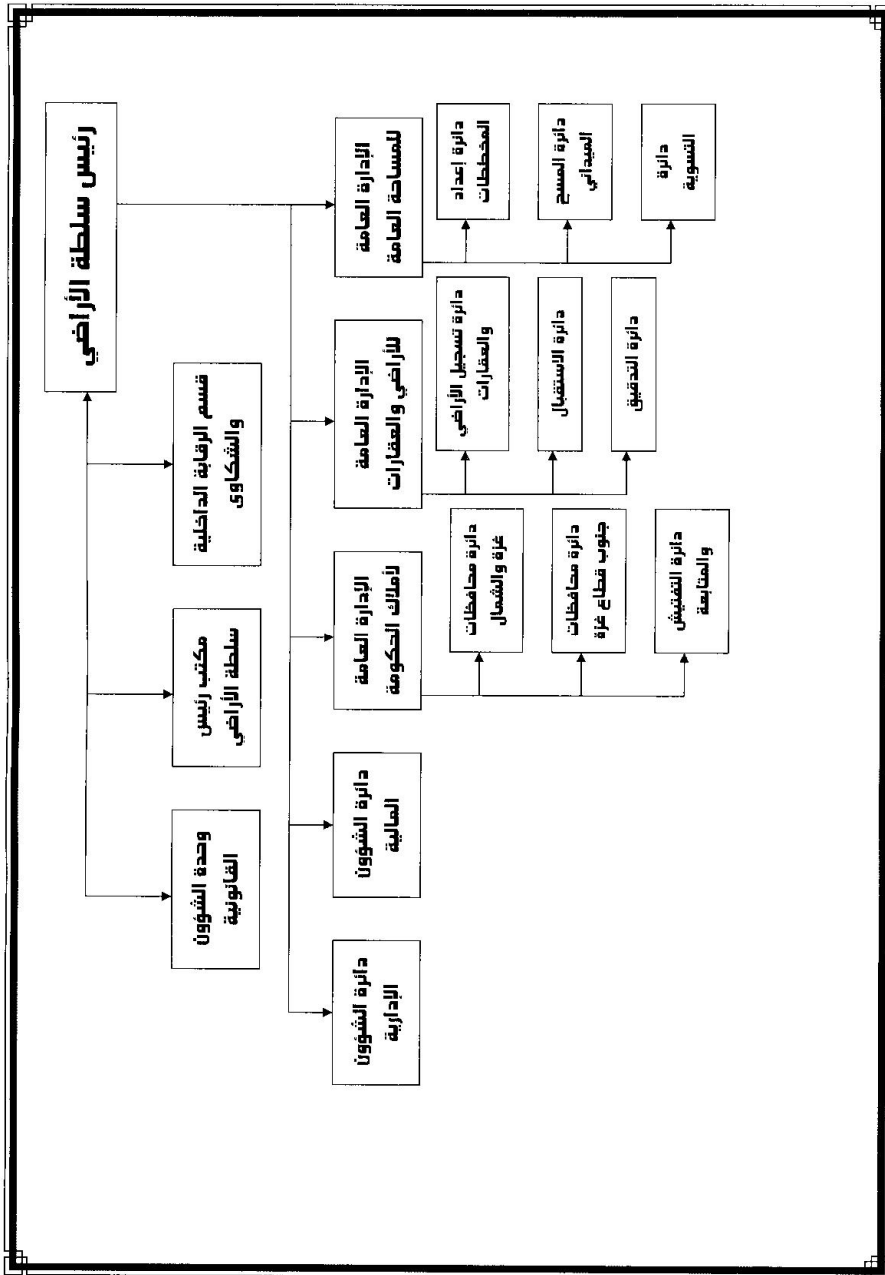 رئيس سلطة الأراضي
قسم الرقابة الداخلية
والشكاوى
مكتب رئيس
سلطة الأراضي
وحدة الشؤون
القانونية
الإدارة العامة
للمساحة العامة
الإدارة العامة
للأراضي والعقارات
الإدارة العامة
لأملاك الحكومة
دائرة الشؤون
المالية
دائرة الشؤون
الإدارية
دائرة إعداد
المخططات
دائرة المسح
الميداني
دائرة
التسوية
دائرة تسجيل الأراضي
والعقارات
دائرة الاستقبال
دائرة التدقيق
دائرة محافظات
غزة والشمال
دائرة محافظات
جنوب قطاع غزة
دائرة التفتيش
والمتابعة